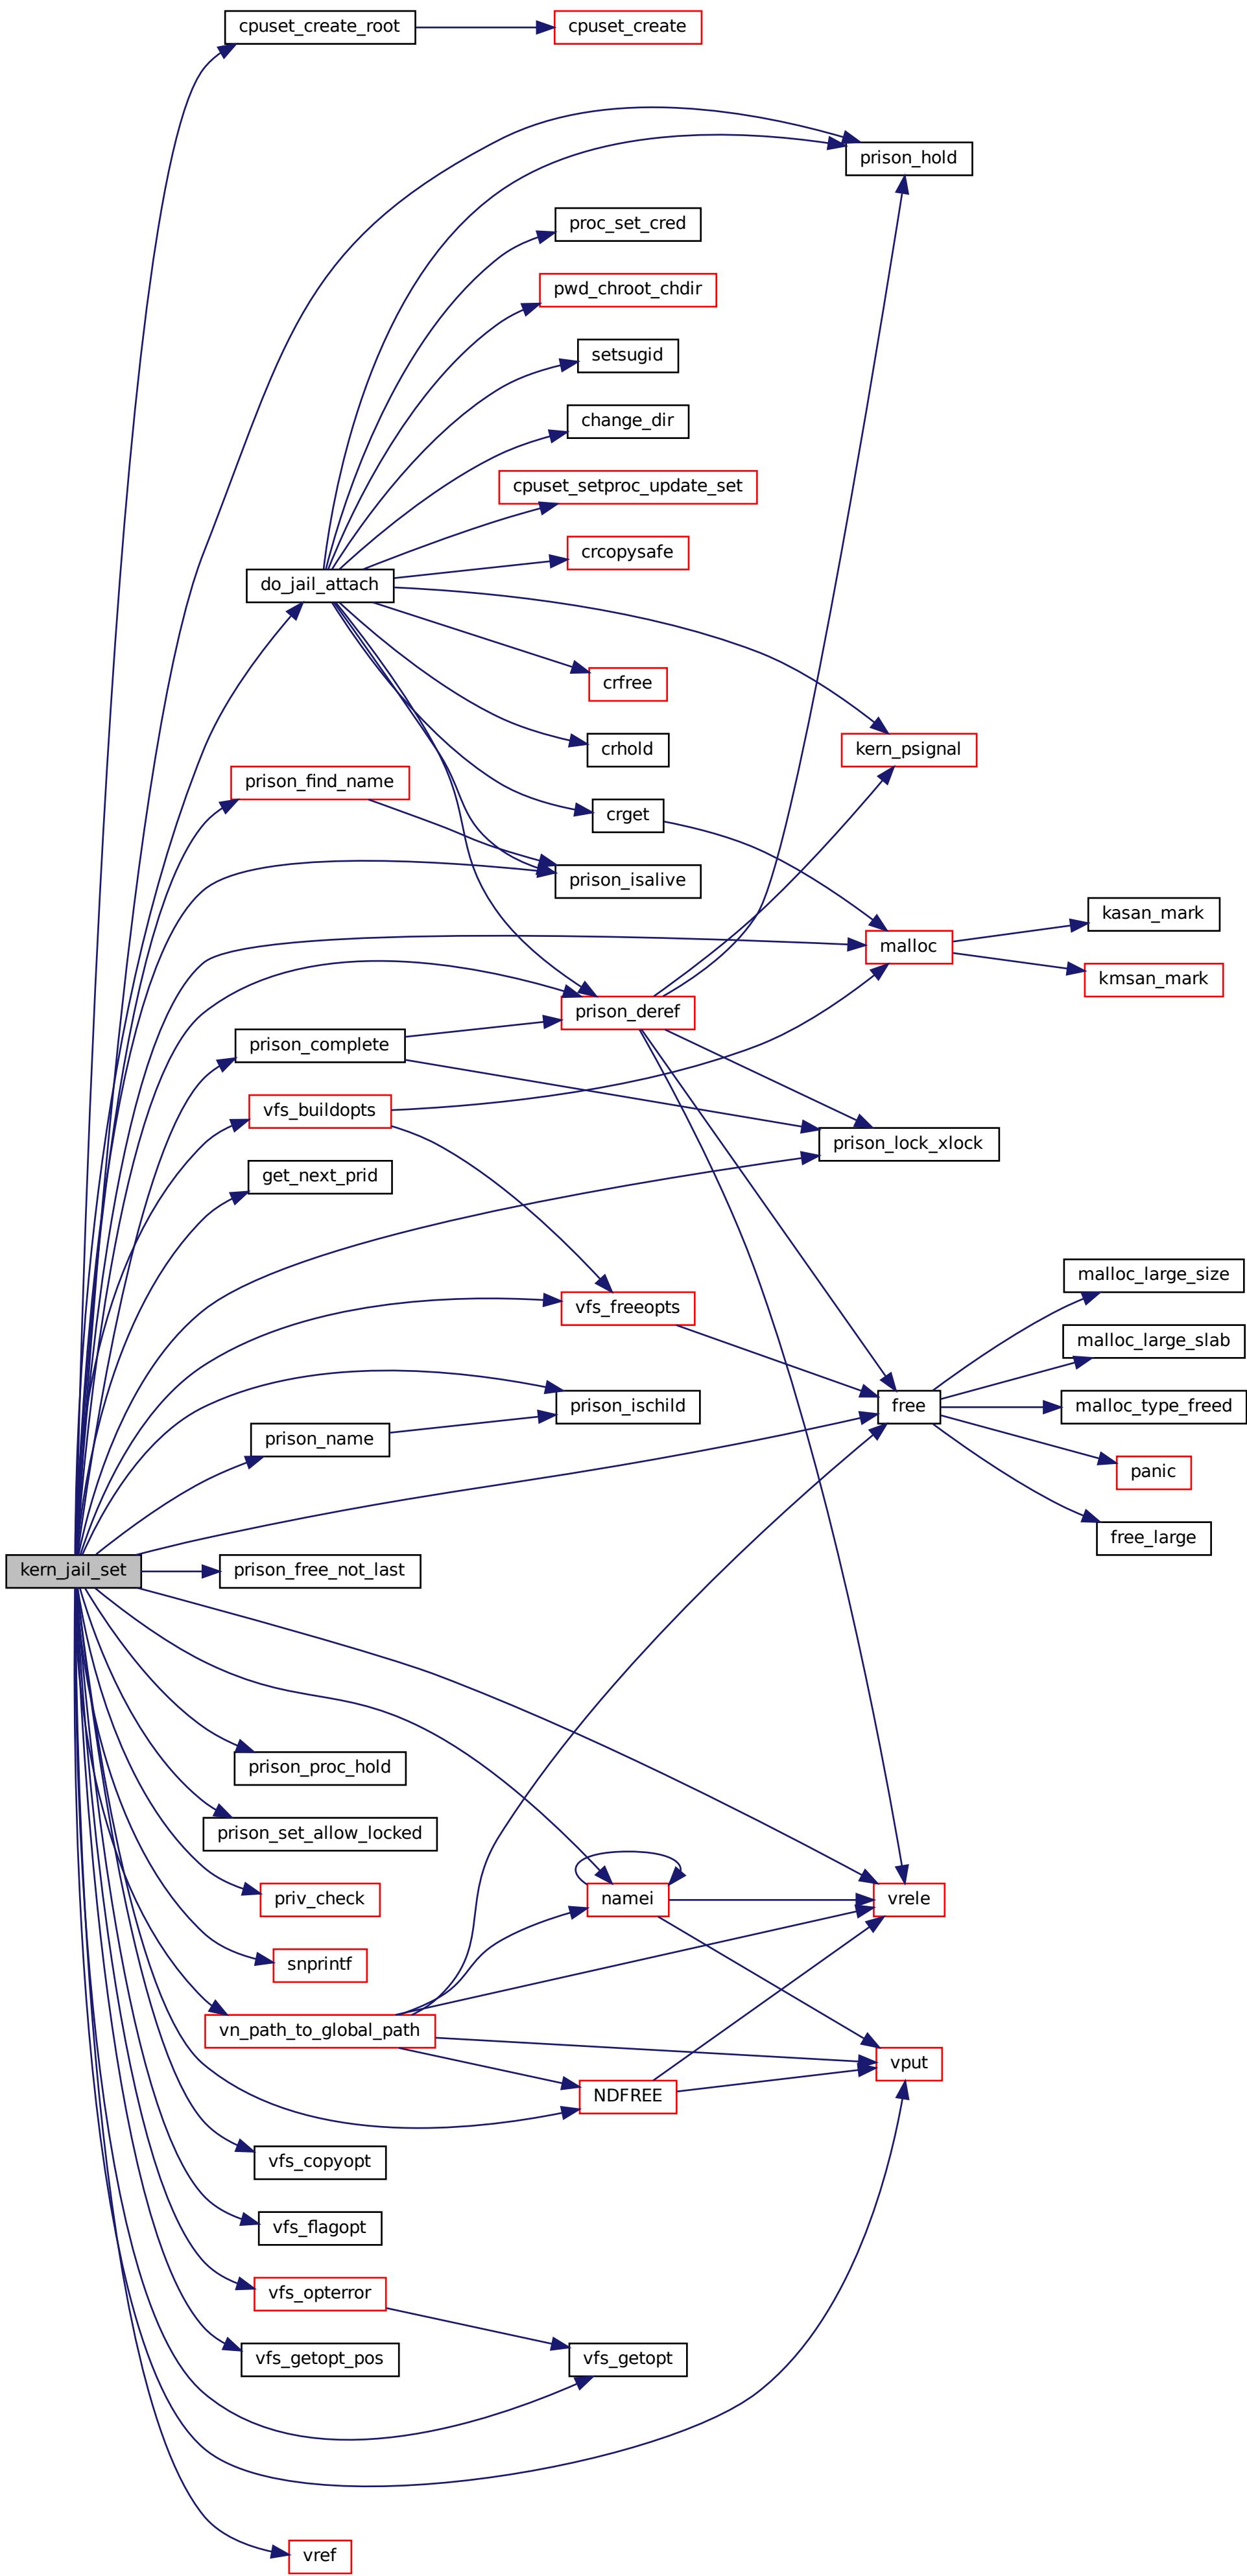 cpuset_create_root
cpuset_create
prison_hold
proc_set_cred
pwd_chroot_chdir
setsugid
change_dir
cpuset_setproc_update_set
crcopysafe
do_jail_attach
crfree
crhold
kern_psignal
prison_find_name
crget
prison_isalive
kasan_mark
malloc
kmsan_mark
prison_deref
prison_complete
vfs_buildopts
prison_lock_xlock
get_next_prid
malloc_large_size
vfs_freeopts
malloc_large_slab
prison_ischild
free
malloc_type_freed
prison_name
panic
free_large
kern_jail_set
prison_free_not_last
prison_proc_hold
prison_set_allow_locked
priv_check
namei
vrele
snprintf
vn_path_to_global_path
vput
NDFREE
vfs_copyopt
vfs_flagopt
vfs_opterror
vfs_getopt_pos
vfs_getopt
vref